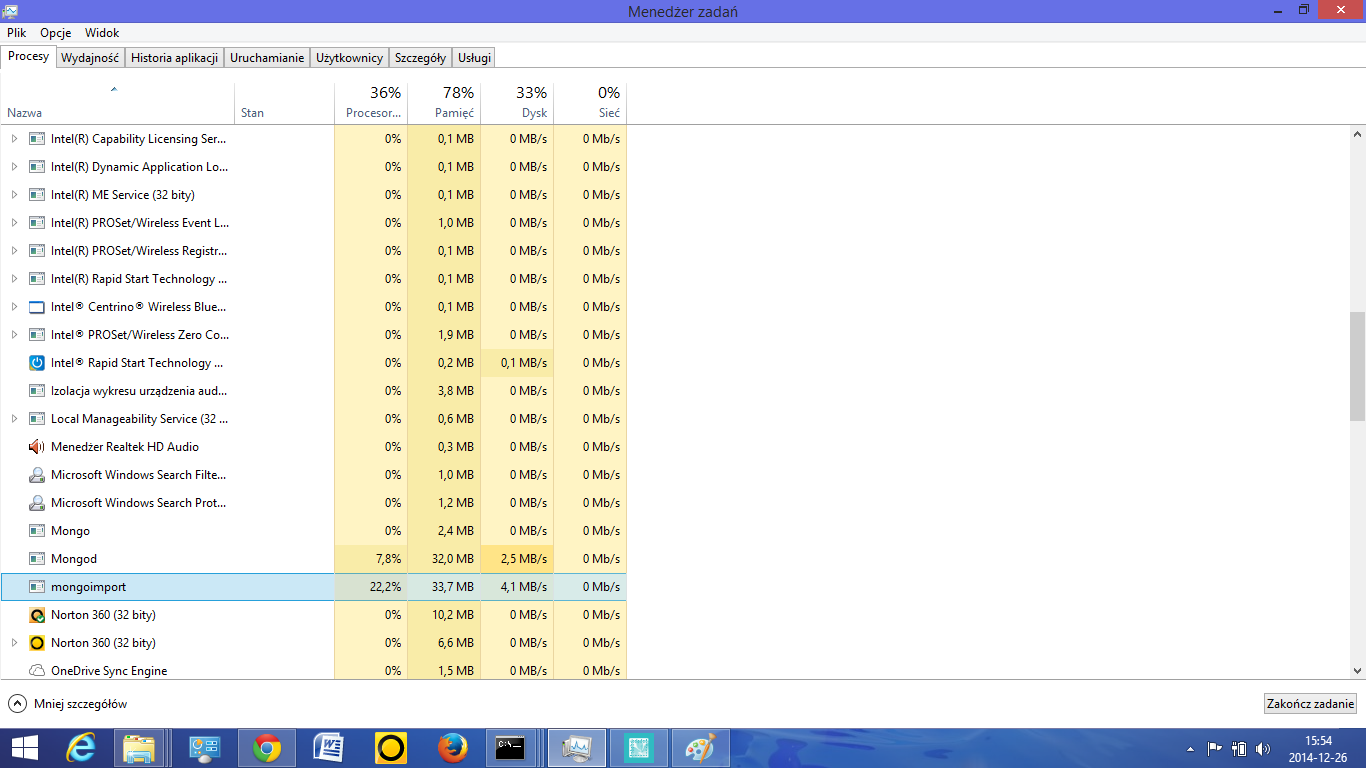 Menedżer zadań
Plik Opcje Widok
Procesy Wydajność Historia aplikacji Uruchamianie Użytkownicy Szczegóły Usługi
36% 78% 33% 0%
Nazwa Stan Procesor... Pamięć Dysk Sieć
Intel(R) Capability Licensing Ser... 0% 0,1 MB 0 MB/s 0 Mb/s
Intel(R) Dynamic Application Lo... 0% 0,1 MB 0 MB/s 0 Mb/s
Intel(R) ME Service (32 bity) 0% 0,1 MB 0 MB/s 0 Mb/s
Intel(R) PROSet/Wireless Event L... 0% 1,0 MB 0 MB/s 0 Mb/s
Intel(R) PROSet/Wireless Registr... 0% 0,1 MB 0 MB/s 0 Mb/s
Intel(R) Rapid Start Technology ... 0% 0,1 MB 0 MB/s 0 Mb/s
Intel® Centrino® Wireless Blue... 0% 0,1 MB 0 MB/s 0 Mb/s
Intel® PROSet/Wireless Zero Co... 0% 1,9 MB 0 MB/s 0 Mb/s
Intel® Rapid Start Technology ... 0% 0,2 MB 0,1 MB/s 0 Mb/s
Izolacja wykresu urządzenia aud... 0% 3,8 MB 0 MB/s 0 Mb/s
Local Manageability Service (32 ... 0% 0,6 MB 0 MB/s 0 Mb/s
Menedżer Realtek HD Audio 0% 0,3 MB 0 MB/s 0 Mb/s
Microsoft Windows Search Filte... 0% 1,0 MB 0 MB/s 0 Mb/s
Microsoft Windows Search Prot... 0% 1,2 MB 0 MB/s 0 Mb/s
Mongo 0% 2,4 MB 0 MB/s 0 Mb/s
Mongod 7,8% 32,0 MB 2,5 MB/s 0 Mb/s
mongoimport 22,2% 33,7 MB 4,1 MB/s 0 Mb/s
Norton 360 (32 bity) 0% 10,2 MB 0 MB/s 0 Mb/s
Norton 360 (32 bity) 0% 6,6 MB 0 MB/s 0 Mb/s
OneDrive Sync Engine 0% 1,5 MB 0 MB/s 0 Mb/s
Mniej szczegółów Zakończ zadanie
15:54
2014-12-26